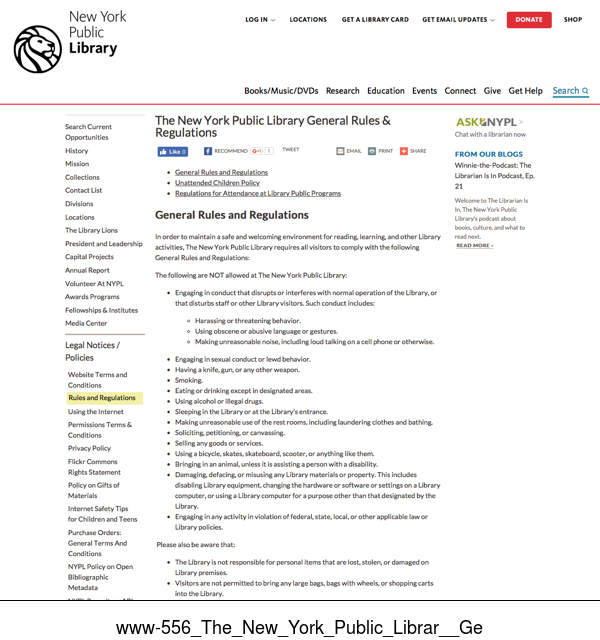 New York
Public
Library
LOG IN
LOCATIONS
GET A LIBRARY CARD
GET EMAIL UPDATES
DONATE
SHOP
Books/Music/DVDs
Research
Education
Events
Connect
Give
Get Help
Search
Search Current
Opportunities
History
Mission
Collections
Contact List
Divisions
Locations
The Library Lions
President and Leadership
Capital Projects
Annual Report
Volunteer At NYPL
Awards Programs
Fellowships & Institutes
Media Center
Legal Notices /
Policies
Website Terms and
Conditions
Rules and Regulations
Using the Internet
Permissions Terms &
Conditions
Privacy Policy
Flickr Commons
Rights Statement
Policy on Gifts of
Materials
Internet Safety Tips
for Children and Teens
Purchase Orders:
General Terms And
Conditions
NYPL Policy on Open
Bibliographic
Metadata
The New York Public Library General Rules &
Regulations
Like 0
RECOMMEND
G+1
1
TWEET
EMAIL
PRINT
SHARE
General Rules and Regulations
Unattended Children Policy
Regulations for Attendance at Library Public Programs
General Rules and Regulations
In order to maintain a safe and welcoming environment for reading, learning, and other Library
activities, The New York Public Library requires all visitors to comply with the following
General Rules and Regulations:
The following are NOT allowed at The New York Public Library:
Engaging in conduct that disrupts or interferes with normal operation of the Library, or
that disturbs staff or other Library visitors. Such conduct includes:
Harassing or threatening behavior.
Using obscene or abusive language or gestures.
Making unreasonable noise, including loud talking on a cell phone or otherwise.
Engaging in sexual conduct or lewd behavior.
Having a knife, gun, or any other weapon.
Smoking.
Eating or drinking except in designated areas.
Using alcohol or illegal drugs.
Sleeping in the Library or at the Library's entrance.
Making unreasonable use of the rest rooms, including laundering clothes and bathing.
Soliciting, petitioning, or canvassing.
Selling any goods or services.
Using a bicycle, skates, skateboard, scooter, or anything like them.
Bringing in an animal, unless it is assisting a person with a disability.
Damaging, defacing, or misusing any Library materials or property. This includes
disabling Library equipment, changing the hardware or software or settings on a Library
computer, or using a Library computer for a purpose other than that designated by the
Library.
Engaging in any activity in violation of federal, state, local, or other applicable law or
Library policies.
Please also be aware that:
The Library is not responsible for personal items that are lost, stolen, or damaged on
Library premises.
Visitors are not permitted to bring any large bags, bags with wheels, or shopping carts
into the Library.
ASK NYPL >
Chat with a librarian now
FROM OUR BLOGS
Winnie-the-Podcast: The
Librarian Is In Podcast, Ep.
21
Welcome to The Librarian Is
In, The New York Public
Library's podcast about
books, culture, and what to
read next.
READ MORE ›
www-556_The_New_York_Public_Librar__Ge